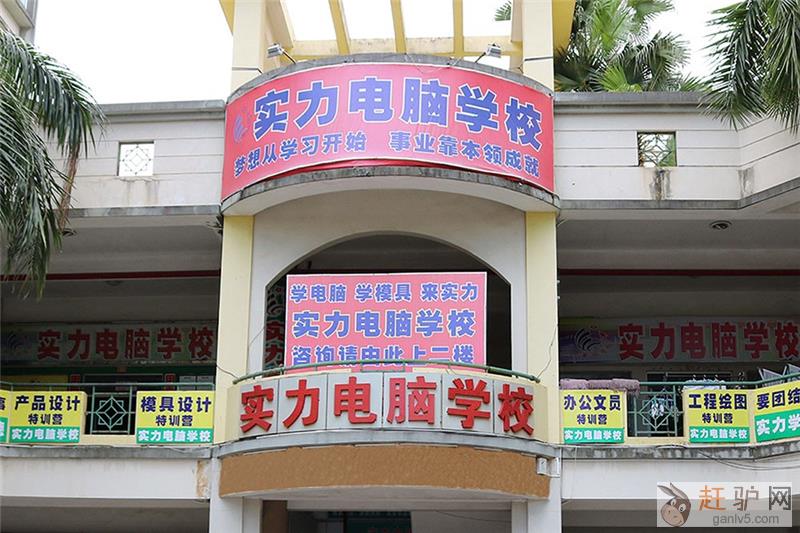 实力电脑学校
梦想从学习开始 事业靠本领成就
学电脑 学模具 来实力
实力电脑学校
咨询请由此上二楼
实力电脑学校
实力电脑学校
实力电脑学校
产品设计
特训营
实力电脑学校
模具设计
特训营
实力电脑学校
办公文员
特训营
实力电脑学校
工程绘图
特训营
实力电脑学校
要团结
实力学
赶驴网
ganlv5.com